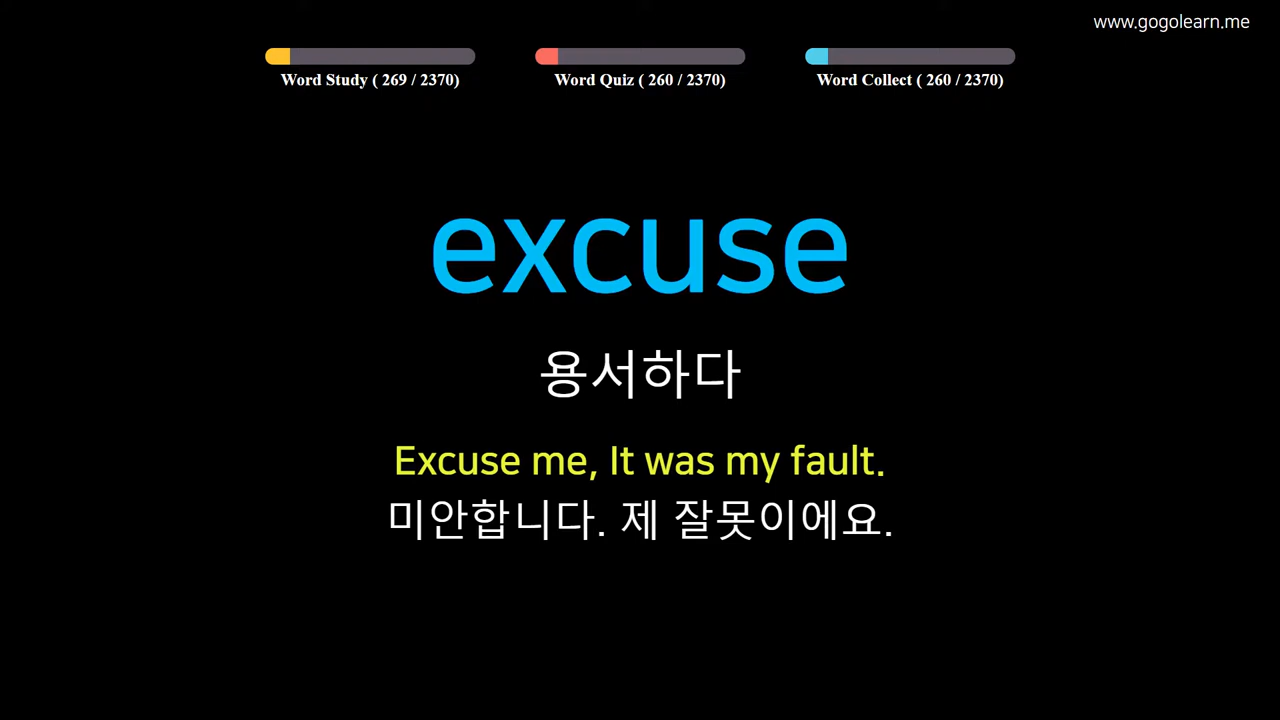 www.gogolearn.me
Word Study ( 269 / 2370)
Word Quiz ( 260 / 2370)
Word Collect ( 260 / 2370)
excuse
용서하다
Excuse me, It was my fault.
미안합니다. 제 잘못이에요.